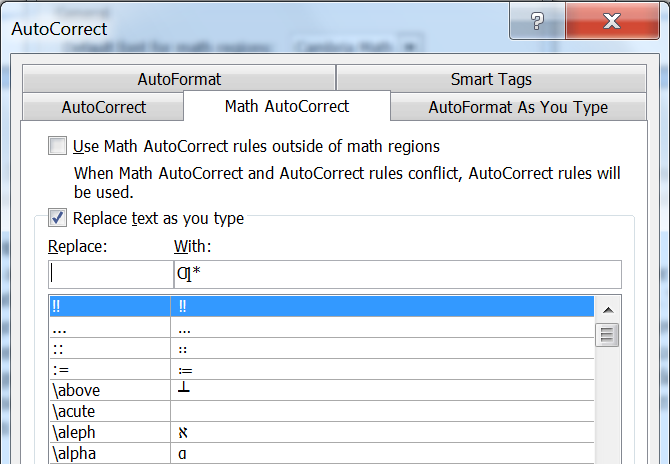 AutoCorrect
Default font for math regions: Cambria Math
AutoFormat Smart Tags
AutoCorrect Math AutoCorrect AutoFormat As You Type
Use Math AutoCorrect rules outside of math regions
When Math AutoCorrect and AutoCorrect rules conflict, AutoCorrect rules will
be used.
Replace text as you type
Replace: With:
!! ‼
... …
:: ∷
:= ≔
\above ┴
\acute
\aleph ℵ
\alpha α